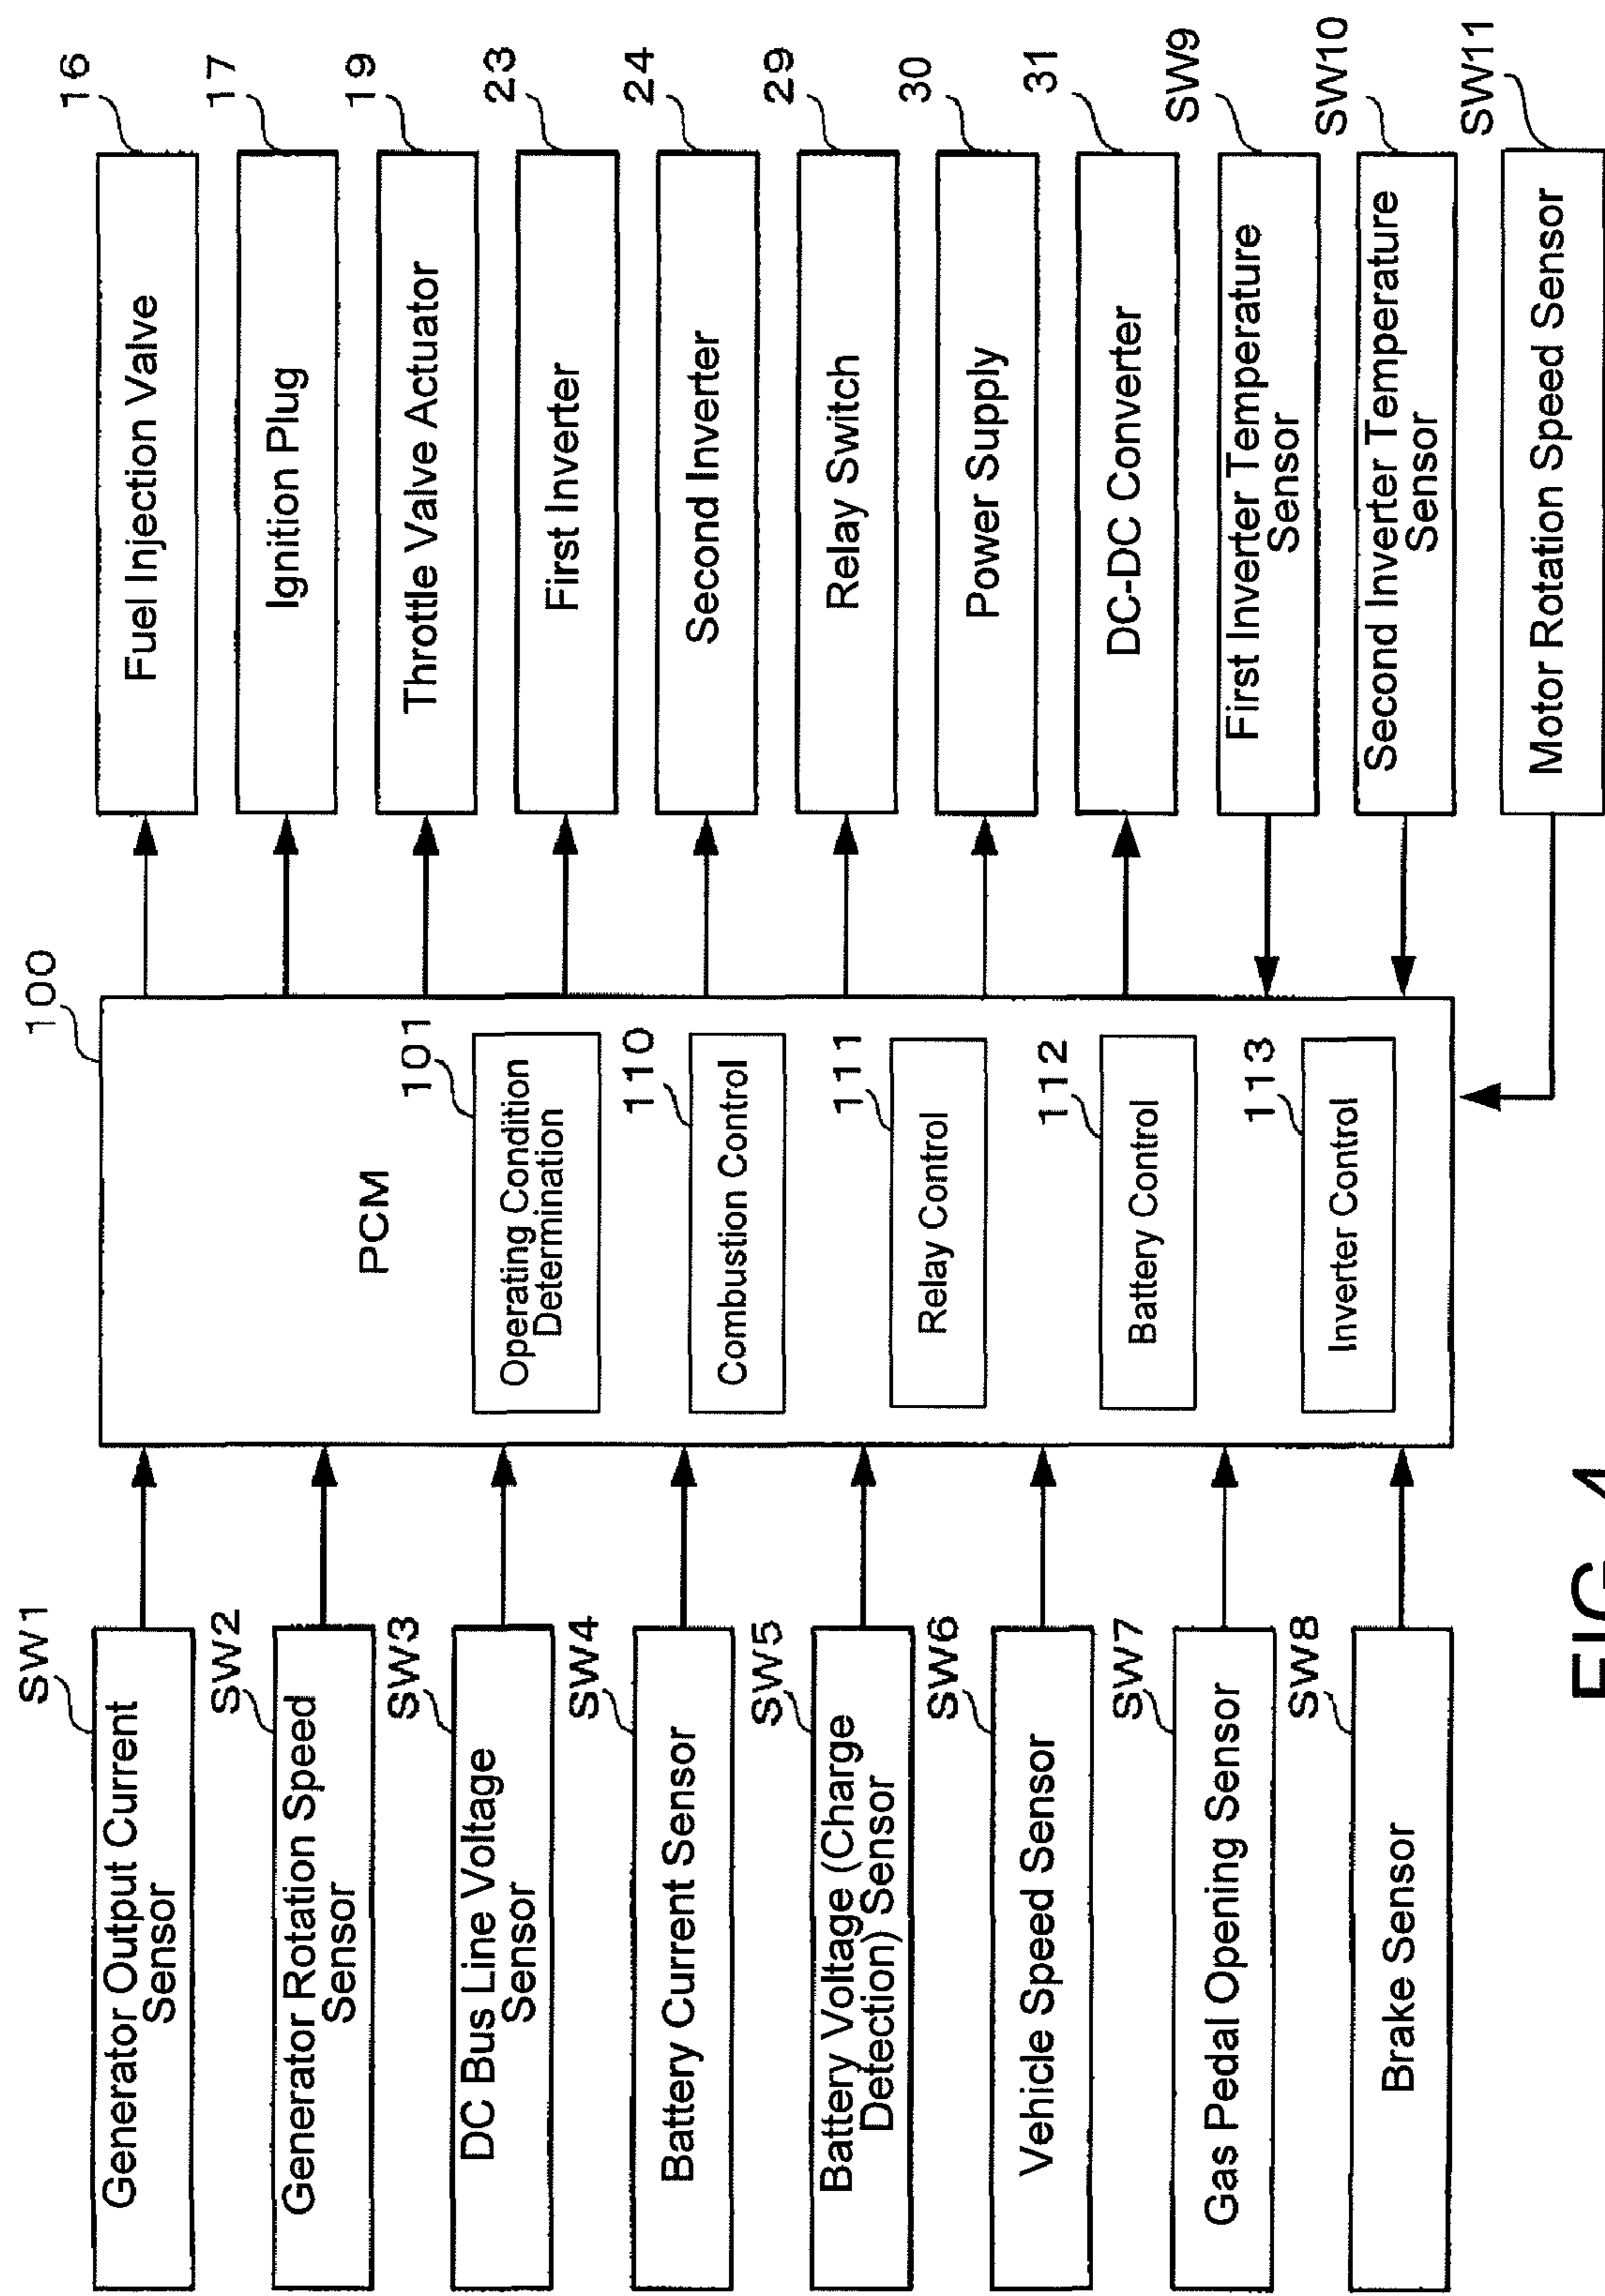 SW1
Generator Output Current
Sensor
SW2
Generator Rotation Speed
Sensor
SW3
DC Bus Line Voltage
Sensor
SW4
Battery Current Sensor
SW5
Battery Voltage (Charge
Detection) Sensor
SW6
Vehicle Speed Sensor
SW7
Gas Pedal Opening Sensor
SW8
Brake Sensor
100
PCM
101
Operating Condition
Determination
110
Combustion Control
111
Relay Control
112
Battery Control
113
Inverter Control
16
Fuel Injection Valve
17
Ignition Plug
19
Throttle Valve Actuator
23
First Inverter
24
Second Inverter
29
Relay Switch
30
Power Supply
31
DC-DC Converter
SW9
First Inverter Temperature
Sensor
SW10
Second Inverter Temperature
Sensor
SW11
Motor Rotation Speed Sensor
FIG. 4